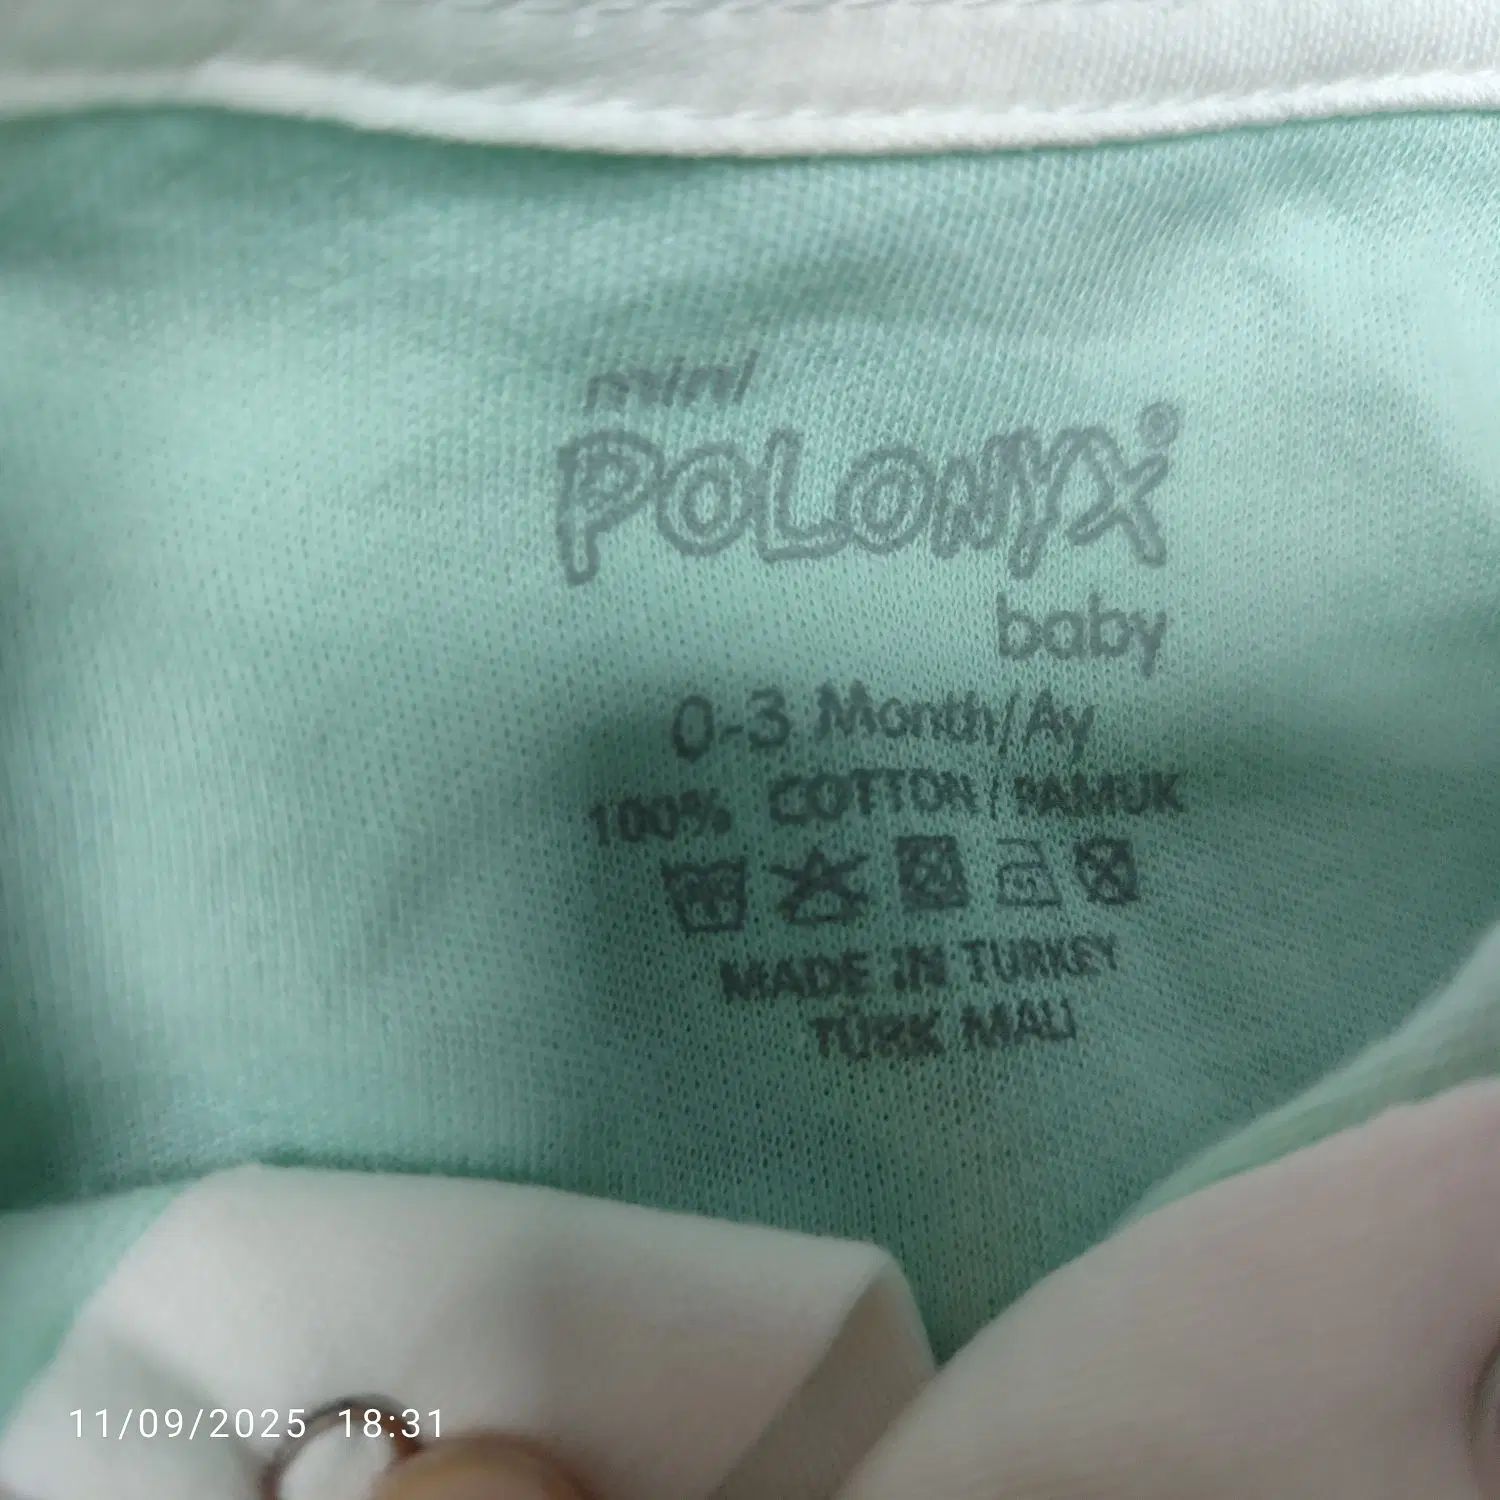 mini
POLONYX
baby
0-3 Month/Ay
100% COTTON / PAMUK
MADE IN TURKEY
TÜRK MALI
11/09/2025 18:31